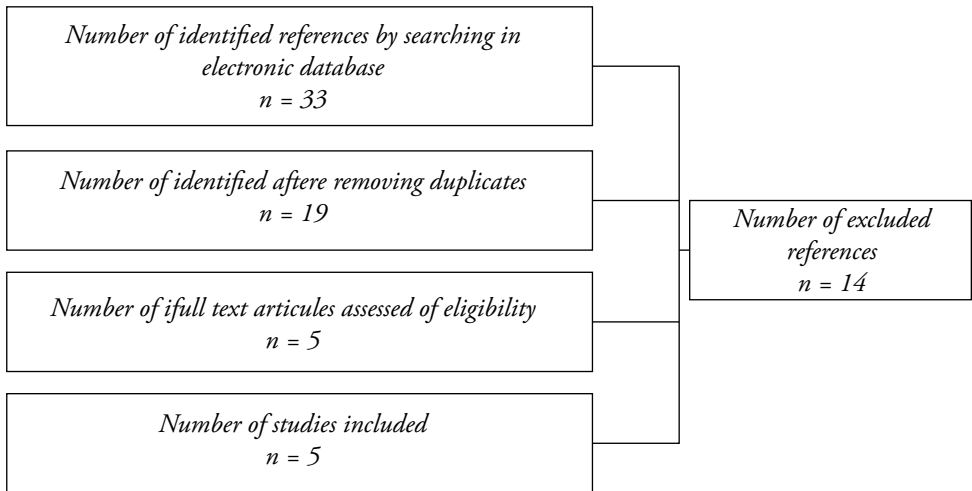 Number of identified references by searching in
electronic database
n = 33
Number of identified aftere removing duplicates
n = 19
Number of excluded
references
n = 14
Number of ifull text articules assessed of eligibility
n = 5
Number of studies included
n = 5